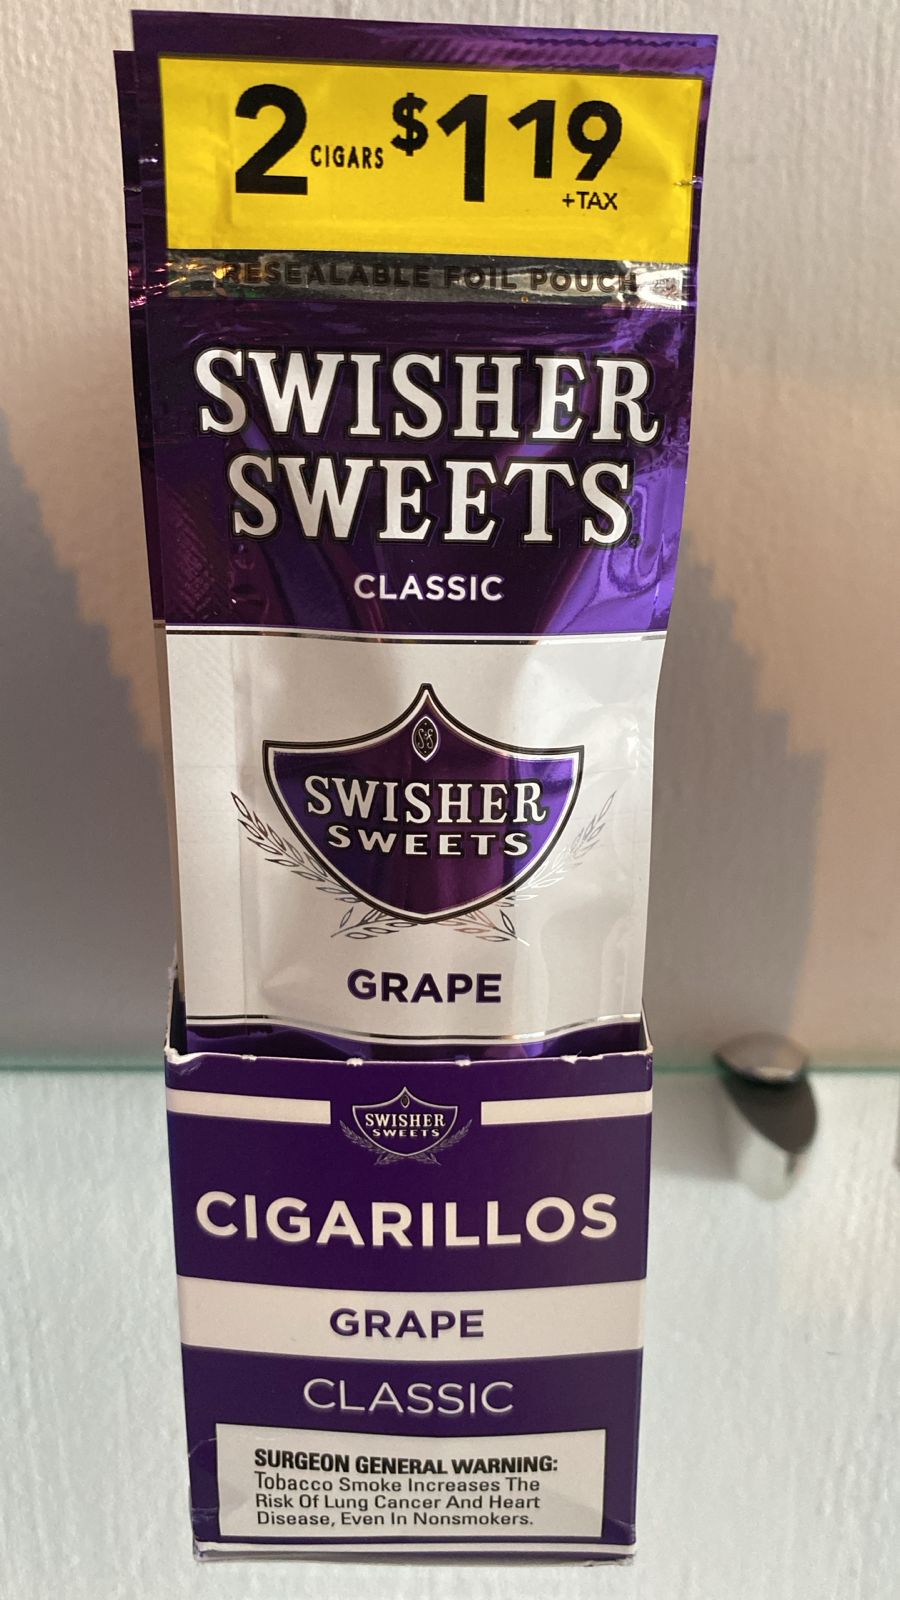 2 CIGARS $1 19
+TAX
RESEALABLE FOIL POUCH
SWISHER
SWEETS
CLASSIC
S&S
SWISHER
SWEETS
GRAPE
SWISHER
SWEETS
CIGARILLOS
GRAPE
CLASSIC
SURGEON GENERAL WARNING:
Tobacco Smoke Increases The
Risk Of Lung Cancer And Heart
Disease, Even In Nonsmokers.